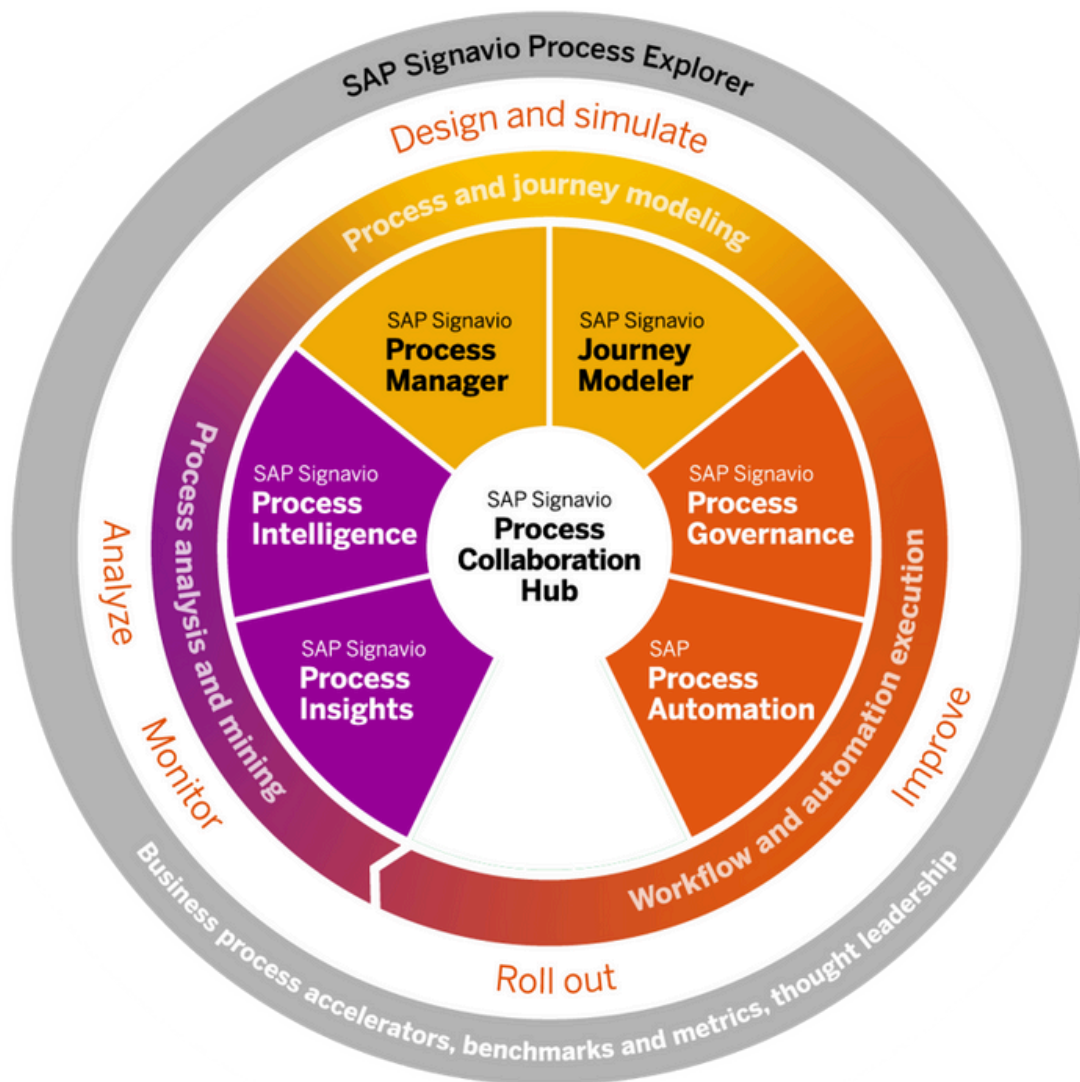 SAP Signavio Process Explorer
Design and simulate
Process and journey modeling
SAP Signavio
Process
Manager
SAP Signavio
Journey
Modeler
SAP Signavio
Process
Intelligence
SAP Signavio
Process
Collaboration
Hub
SAP Signavio
Process
Governance
SAP Signavio
Process
Insights
SAP
Process
Automation
Process analysis and mining
Workflow and automation execution
Analyze
Monitor
Improve
Roll out
Business process accelerators, benchmarks and metrics, thought leadership